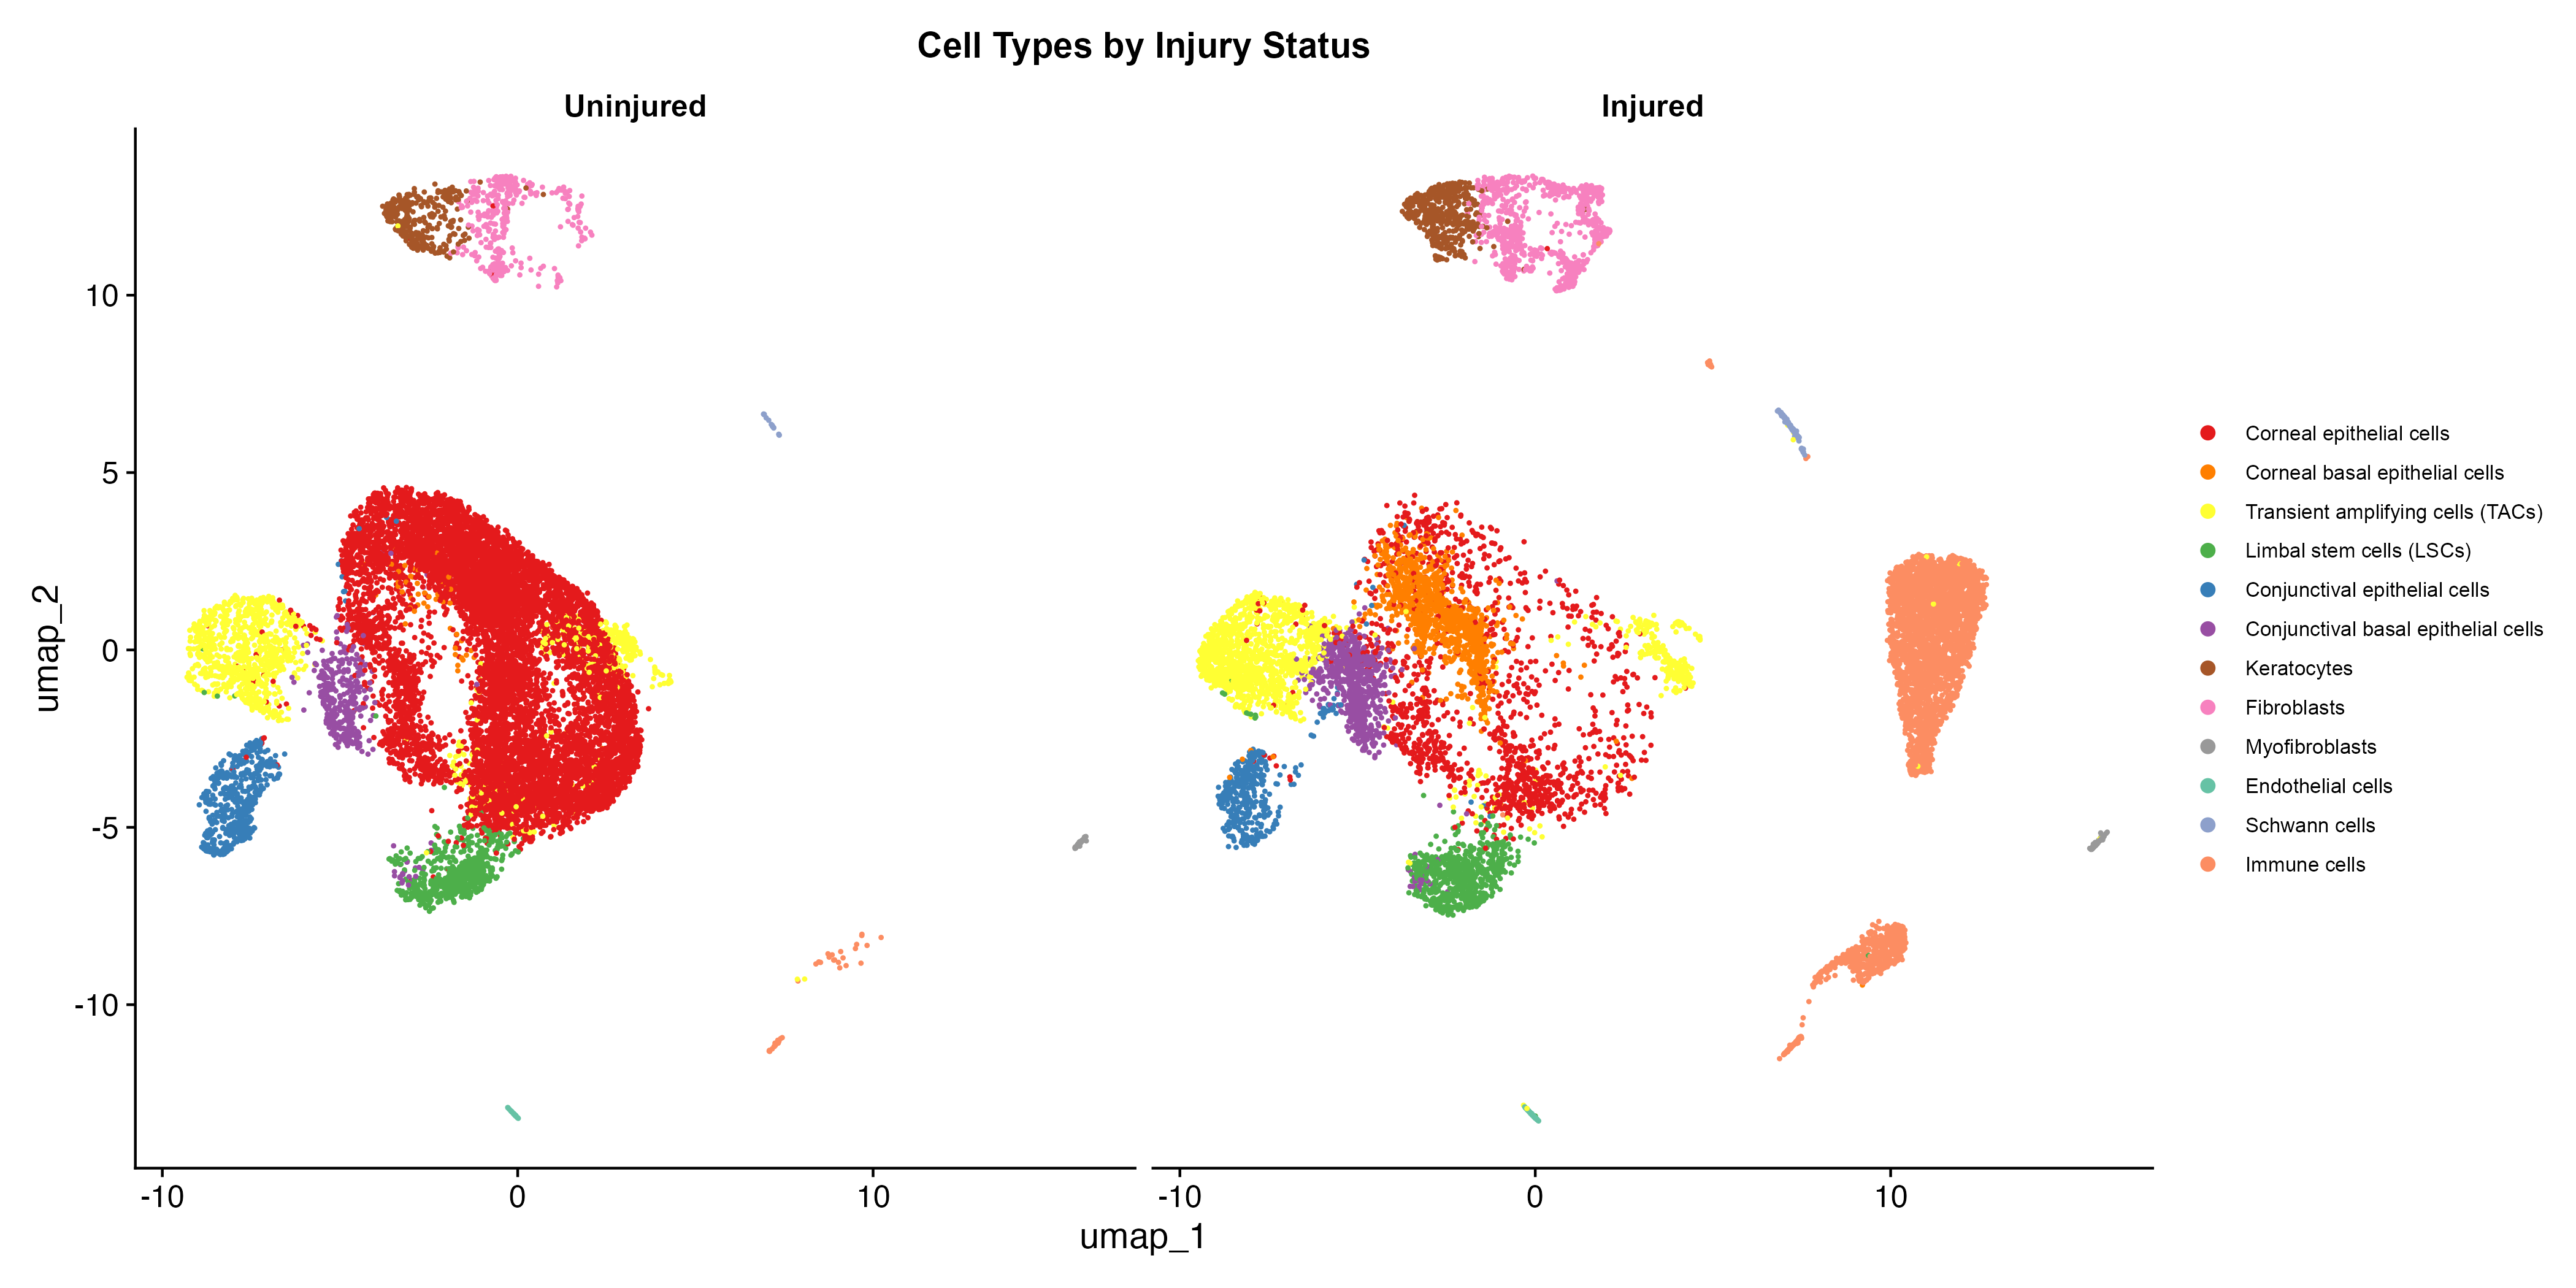 Cell Types by Injury Status
Uninjured
Injured
umap_2
10
5
0
-5
-10
-10
0
10
-10
0
10
umap_1
Corneal epithelial cells
Corneal basal epithelial cells
Transient amplifying cells (TACs)
Limbal stem cells (LSCs)
Conjunctival epithelial cells
Conjunctival basal epithelial cells
Keratocytes
Fibroblasts
Myofibroblasts
Endothelial cells
Schwann cells
Immune cells